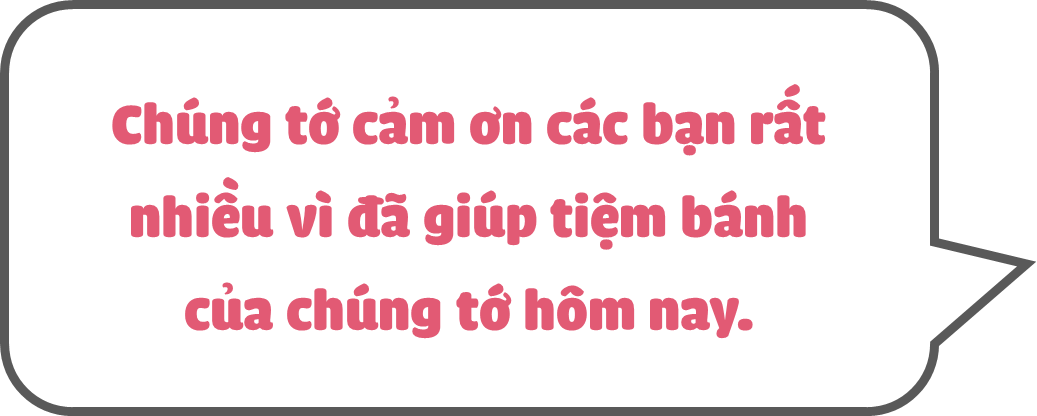 Chúng tớ cảm ơn các bạn rất
nhiều vì đã giúp tiệm bánh
của chúng tớ hôm nay.